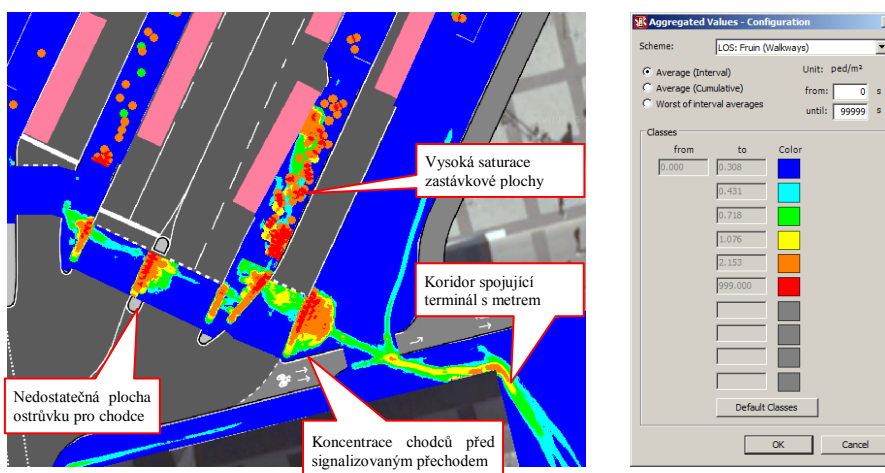 Vysoká saturace
zastávkové plochy
Koridor spojující
terminál s metrem
Nedostatečná plocha
ostrůvku pro chodce
Koncentrace chodců před
signalizovaným přechodem
Aggregated Values - Configuration
Scheme: LOS: Fruin (Walkways)
Average (Interval) Unit: ped/m²
Average (Cumulative) from: 0 s
Worst of interval averages until: 99999 s
Classes
from to Color
0.000 0.308
0.431
0.718
1.076
2.153
999.000
Default Classes
OK Cancel